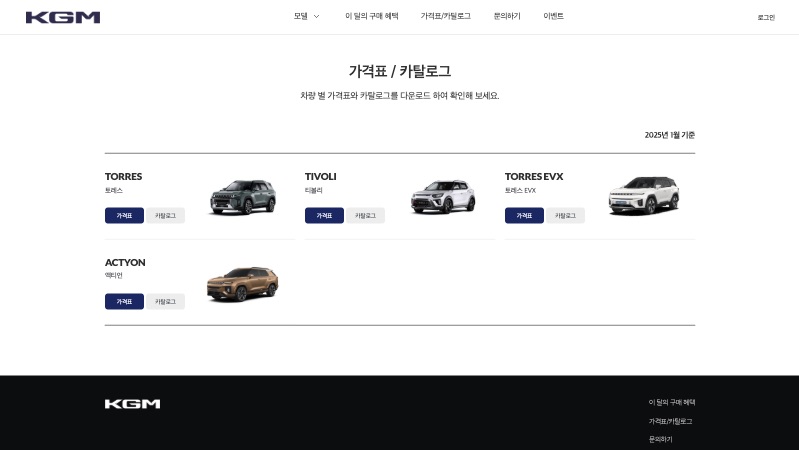 KGM
모델
이 달의 구매 혜택
가격표/카탈로그
문의하기
이벤트
로그인
가격표 / 카탈로그
차량 별 가격표와 카탈로그를 다운로드 하여 확인해 보세요.
2025년 1월 기준
TORRES
토레스
가격표
카탈로그
TIVOLI
티볼리
가격표
카탈로그
TORRES EVX
토레스 EVX
가격표
카탈로그
ACTYON
액티언
가격표
카탈로그
KGM
이 달의 구매 혜택
가격표/카탈로그
문의하기